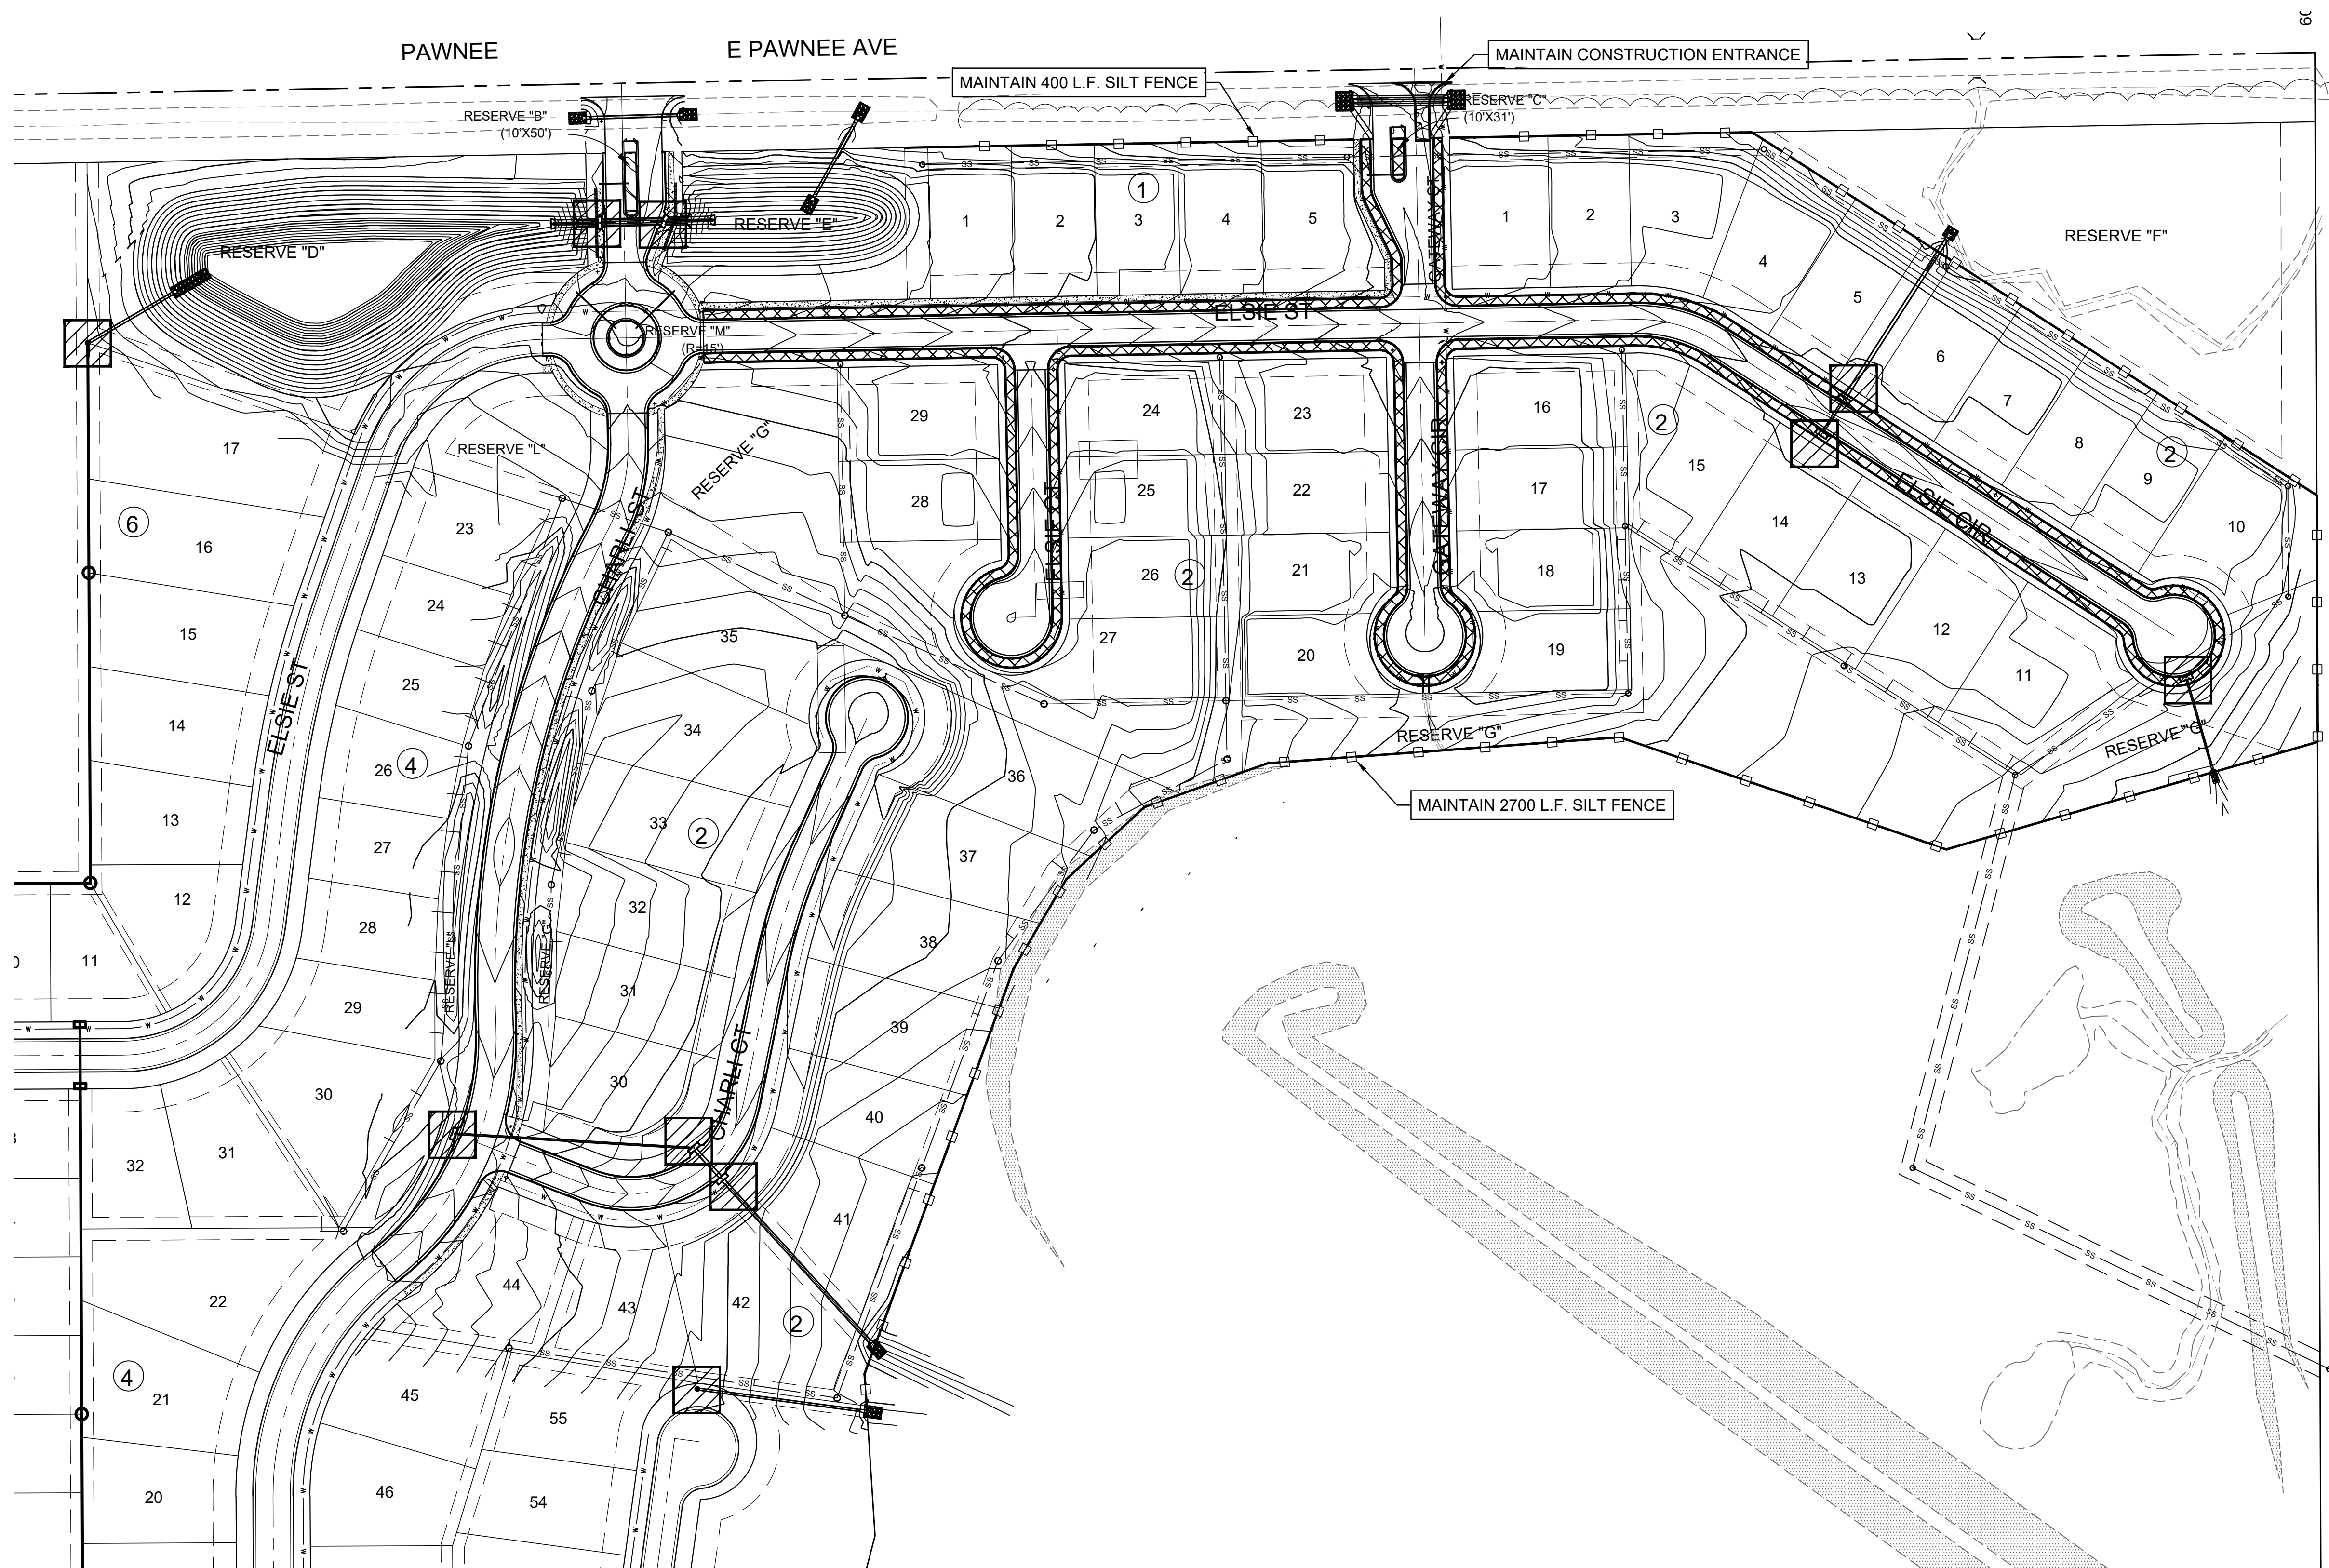 PAWNEE
E PAWNEE AVE
MAINTAIN CONSTRUCTION ENTRANCE
MAINTAIN 400 L.F. SILT FENCE
RESERVE "B"
(10'X50')
RESERVE "C"
(10'X31')
1
RESERVE "D"
RESERVE "E"
1
2
3
4
5
GATEWAY ST
1
2
3
4
5
6
7
8
9
10
2
RESERVE "F"
ELSIE ST
RESERVE "M"
(R=15')
RESERVE "L"
RESERVE "G"
29
28
24
25
26
27
2
23
22
21
20
16
17
18
19
2
15
14
13
12
11
ELSIE CT
GATEWAY CIR
ELSIE CIR
RESERVE "G"
RESERVE "G"
MAINTAIN 2700 L.F. SILT FENCE
17
6
16
15
14
13
12
11
ELSIE ST
CHARLI ST
23
24
25
26
4
27
28
29
30
31
32
RESERVE "L"
RESERVE "G"
35
34
33
2
32
31
30
CHARLI CT
36
37
38
39
40
41
42
2
43
44
45
46
55
54
22
4
21
20
SS
W